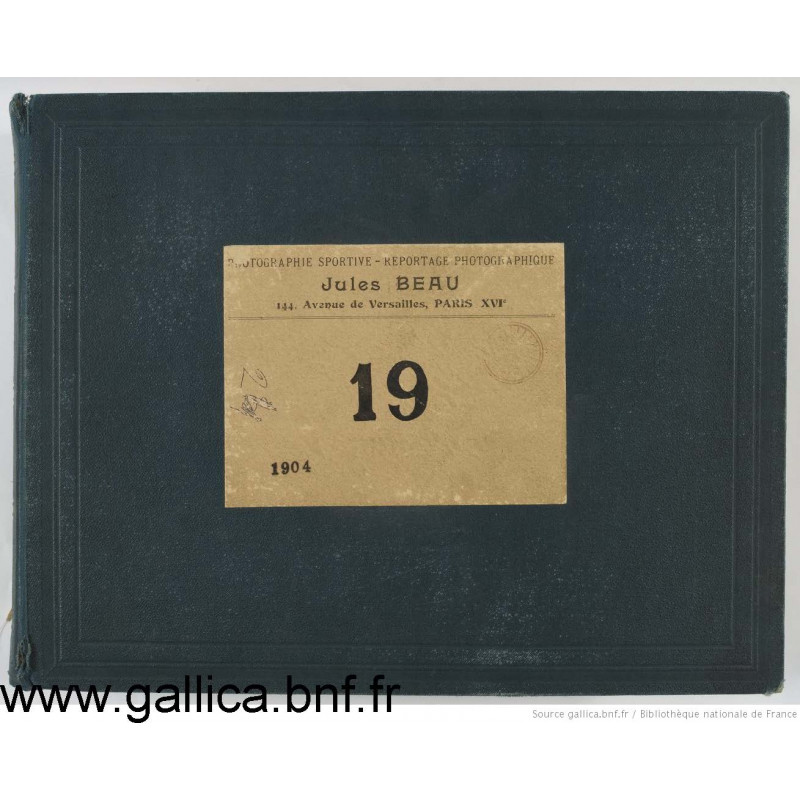 PHOTOGRAPHIE SPORTIVE - REPORTAGE PHOTOGRAPHIQUE
Jules BEAU
144, Avenue de Versailles, PARIS XVIe
19
1904
www.gallica.bnf.fr
Source gallica.bnf.fr / Bibliothèque nationale de France